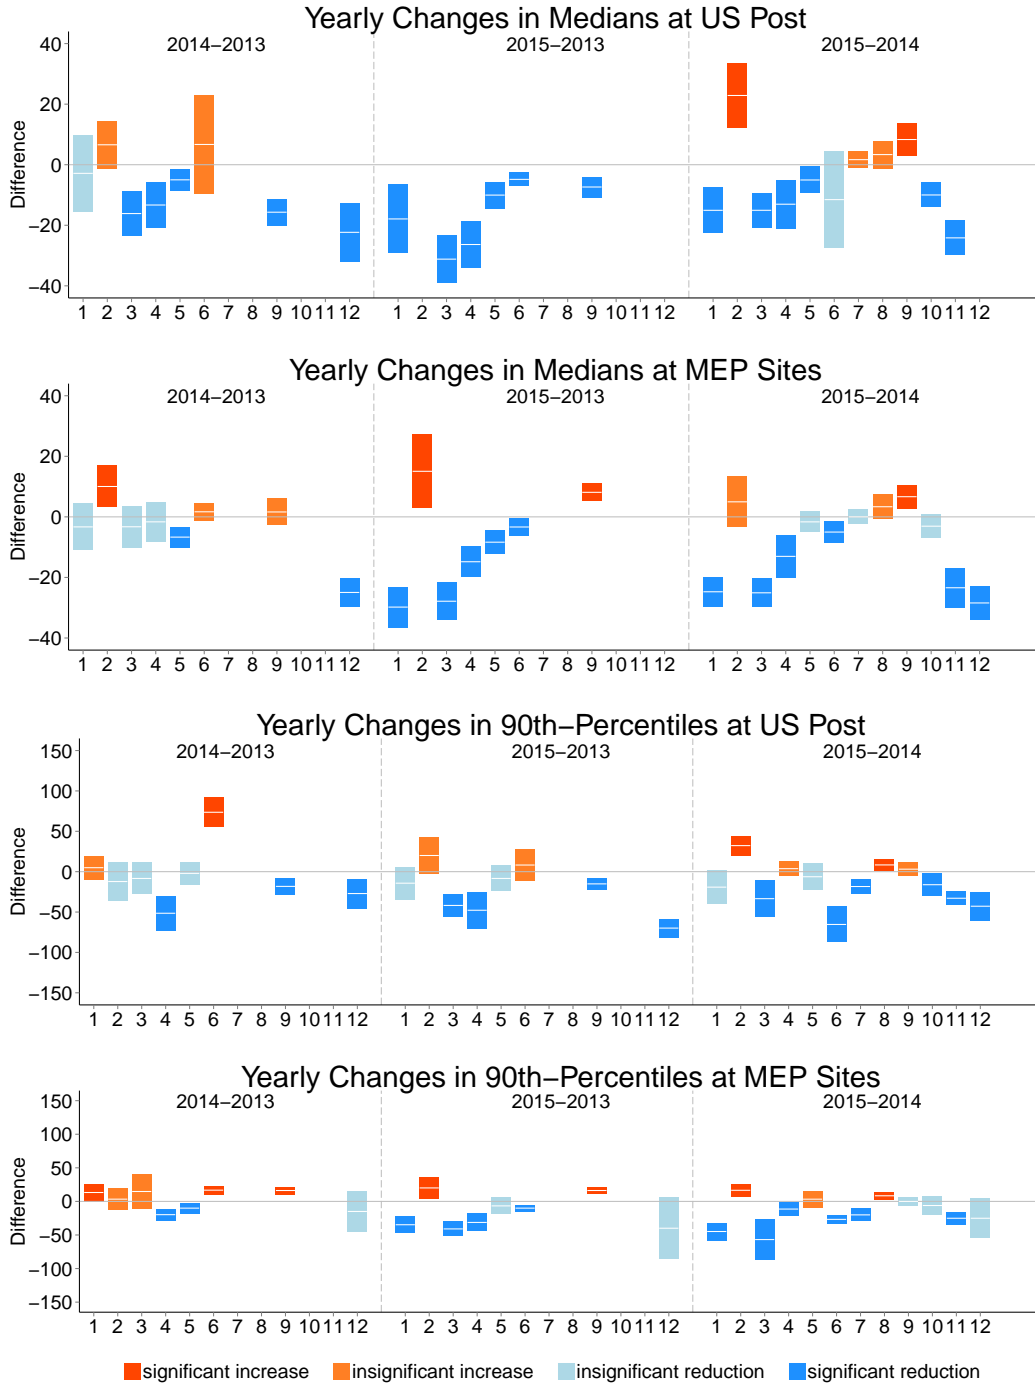 Yearly Changes in Medians at US Post
2014−2013 2015−2013 2015−2014
40
20
0
−20
−40
Difference
1 2 3 4 5 6 7 8 9 10 11 12 1 2 3 4 5 6 7 8 9 10 11 12 1 2 3 4 5 6 7 8 9 10 11 12
Yearly Changes in Medians at MEP Sites
2014−2013 2015−2013 2015−2014
40
20
0
−20
−40
Difference
1 2 3 4 5 6 7 8 9 10 11 12 1 2 3 4 5 6 7 8 9 10 11 12 1 2 3 4 5 6 7 8 9 10 11 12
Yearly Changes in 90th−Percentiles at US Post
2014−2013 2015−2013 2015−2014
150
100
50
0
−50
−100
−150
Difference
1 2 3 4 5 6 7 8 9 10 11 12 1 2 3 4 5 6 7 8 9 10 11 12 1 2 3 4 5 6 7 8 9 10 11 12
Yearly Changes in 90th−Percentiles at MEP Sites
2014−2013 2015−2013 2015−2014
150
100
50
0
−50
−100
−150
Difference
1 2 3 4 5 6 7 8 9 10 11 12 1 2 3 4 5 6 7 8 9 10 11 12 1 2 3 4 5 6 7 8 9 10 11 12
significant increase insignificant increase insignificant reduction significant reduction